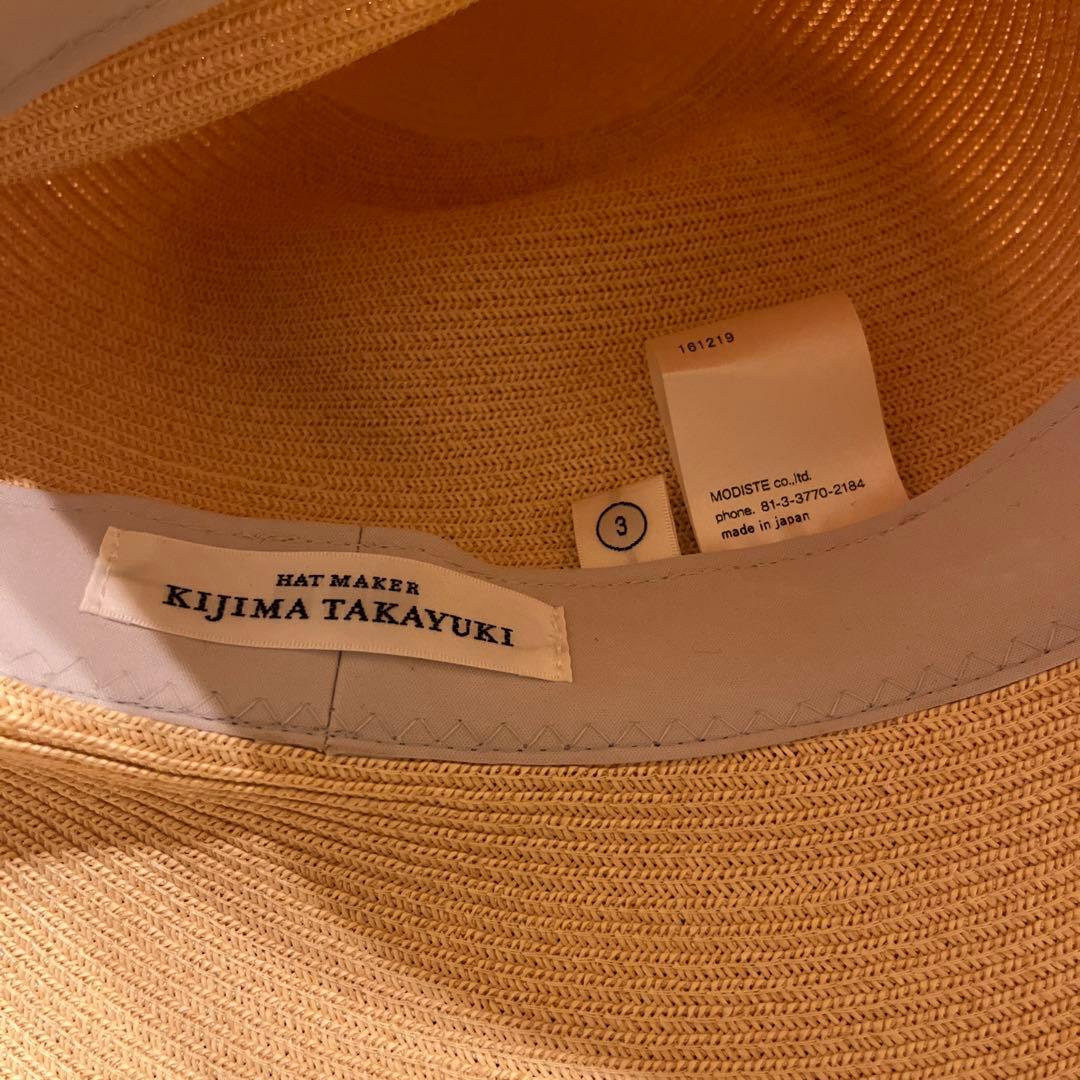 161219
MODISTE co.,ltd.
phone. 81-3-3770-2184
made in japan
3
HAT MAKER
KIJIMA TAKAYUKI